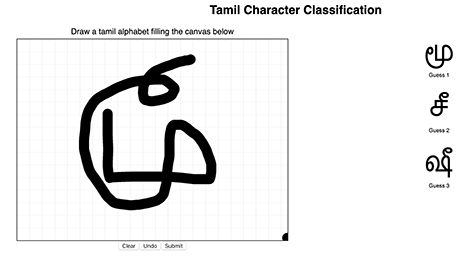 Tamil Character Classification
Draw a tamil alphabet filling the canvas below
மூ
Clear Undo Submit
மூ
Guess 1
சீ
Guess 2
ஷீ
Guess 3